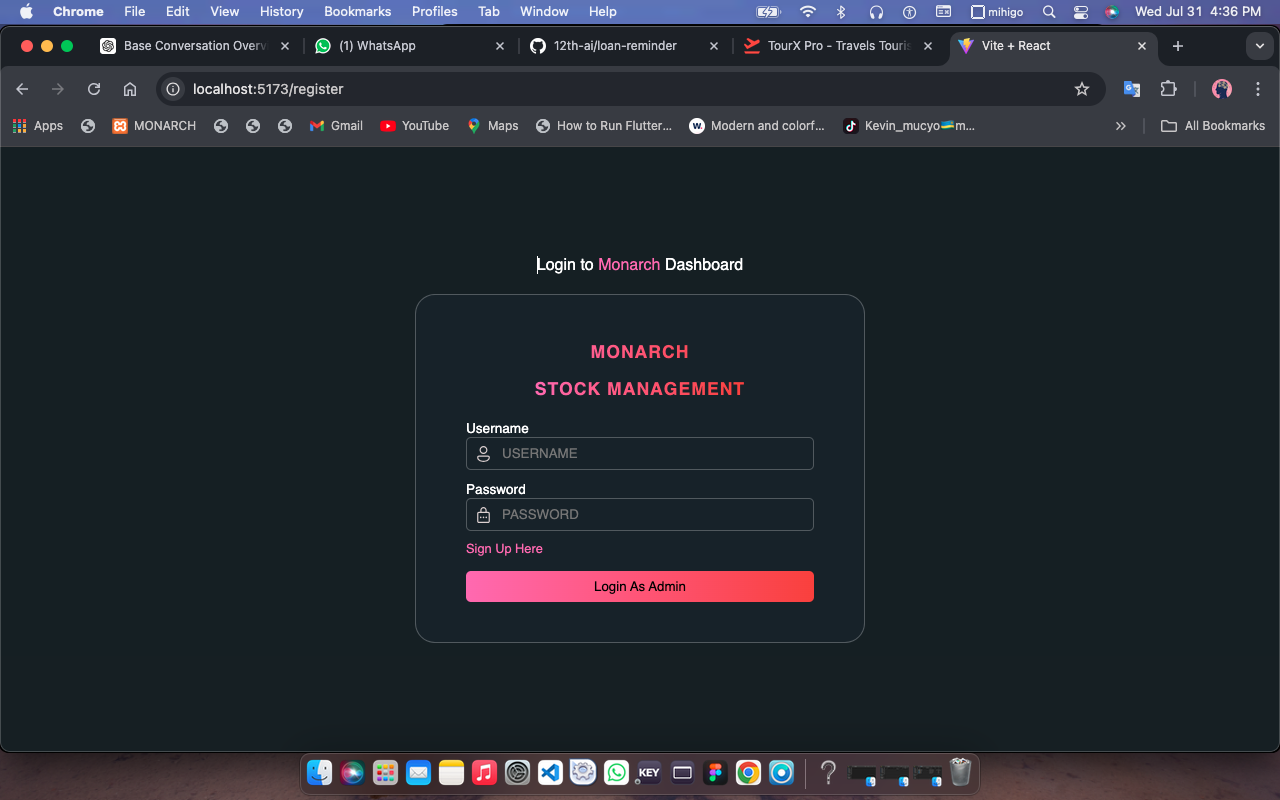 Chrome File Edit View History Bookmarks Profiles Tab Window Help mihigo Wed Jul 31 4:36 PM
Base Conversation Overv (1) WhatsApp 12th-ai/loan-reminder TourX Pro - Travels Touris Vite + React
localhost:5173/register
Apps MONARCH Gmail YouTube Maps How to Run Flutter... Modern and colorf... Kevin_mucyo🇷🇼m... All Bookmarks
Login to Monarch Dashboard
MONARCH
STOCK MANAGEMENT
Username
USERNAME
Password
PASSWORD
Sign Up Here
Login As Admin
KEY